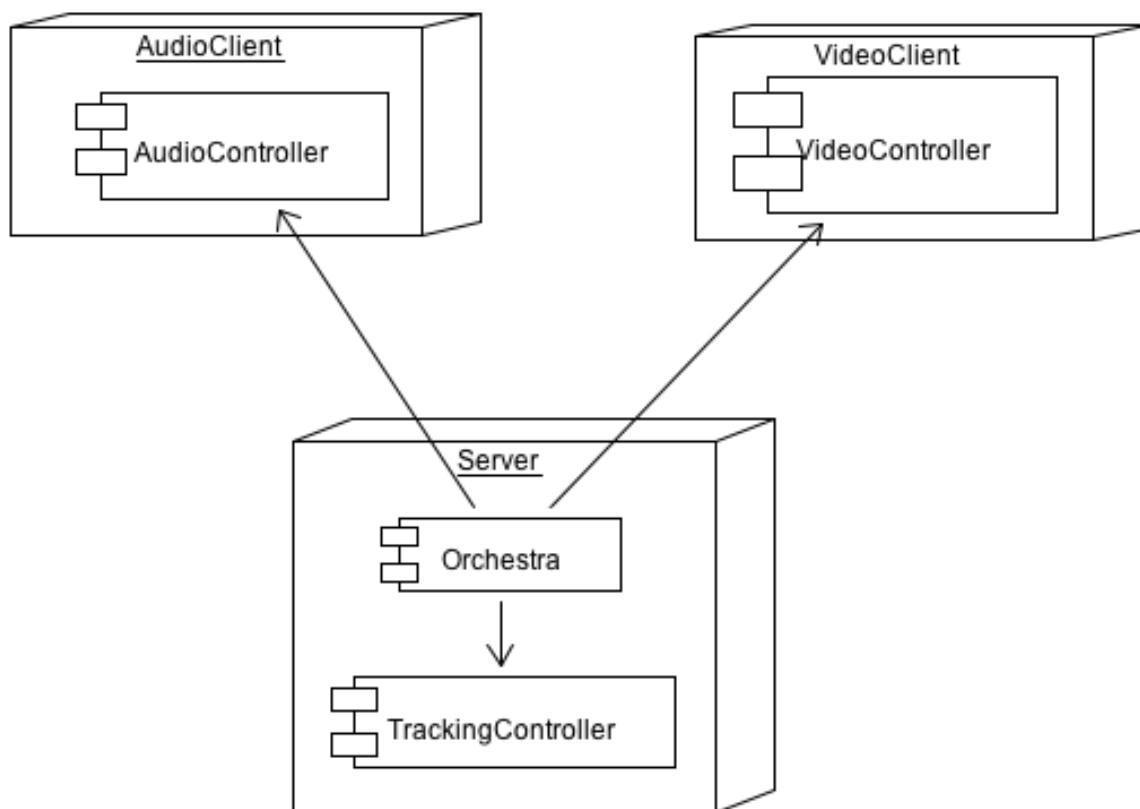 AudioClient
AudioController
VideoClient
VideoController
Server
Orchestra
TrackingController